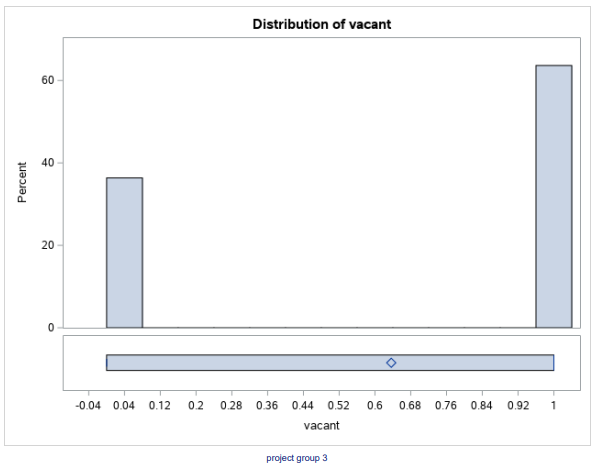 Distribution of vacant
Percent
60
40
20
0
-0.04 0.04 0.12 0.2 0.28 0.36 0.44 0.52 0.6 0.68 0.76 0.84 0.92 1
vacant
project group 3